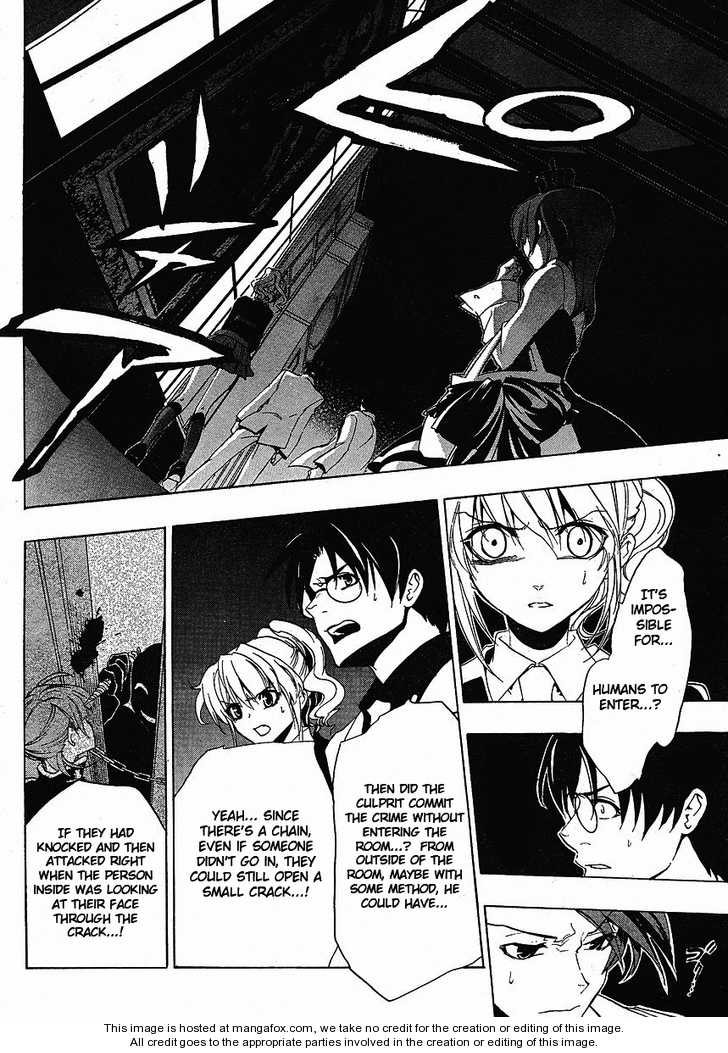 IT'S
IMPOS-
SIBLE
FOR...
HUMANS TO
ENTER...?
THEN DID THE
CULPRIT COMMIT
THE CRIME WITHOUT
ENTERING THE
ROOM...? FROM
OUTSIDE OF THE
ROOM, MAYBE WITH
SOME METHOD, HE
COULD HAVE...
YEAH... SINCE
THERE'S A CHAIN,
EVEN IF SOMEONE
DIDN'T GO IN, THEY
COULD STILL OPEN A
SMALL CRACK...!
IF THEY HAD
KNOCKED AND THEN
ATTACKED RIGHT
WHEN THE PERSON
INSIDE WAS LOOKING
AT THEIR FACE
THROUGH THE
CRACK...!
This image is hosted at mangafox.com, we take no credit for the creation or editing of this image.
All credit goes to the appropriate parties involved in the creation or editing of this image.